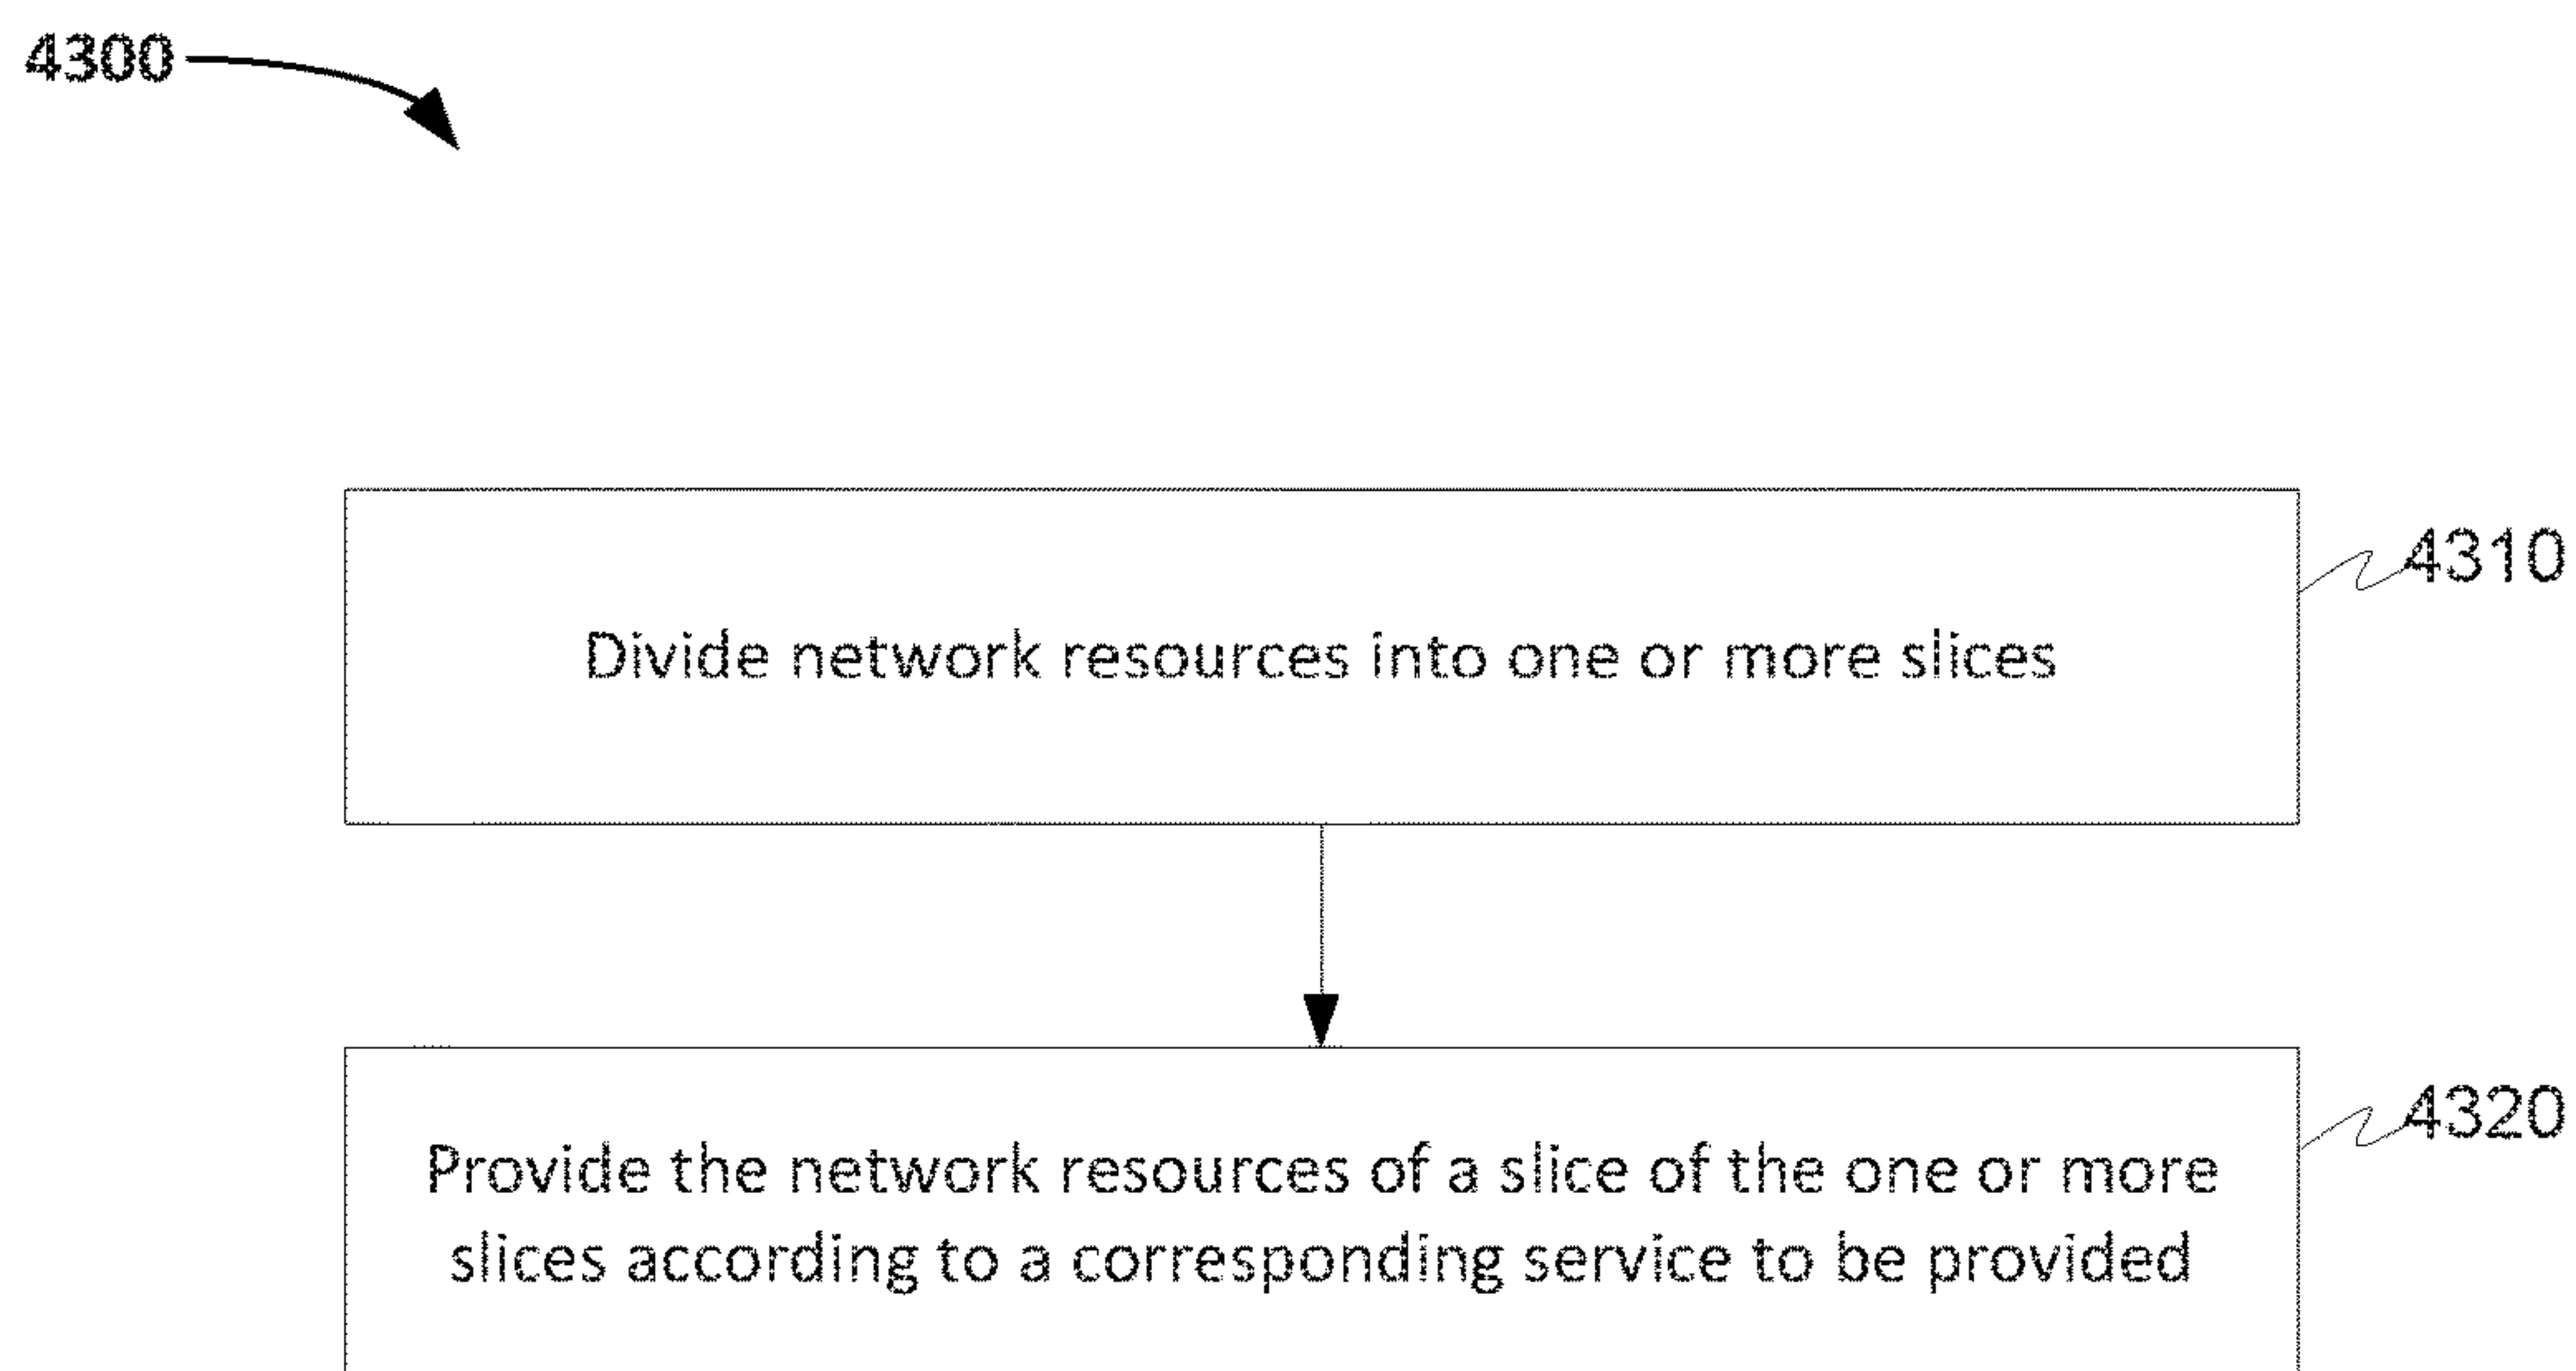 4300
4310
Divide network resources into one or more slices
4320
Provide the network resources of a slice of the one or more
slices according to a corresponding service to be provided